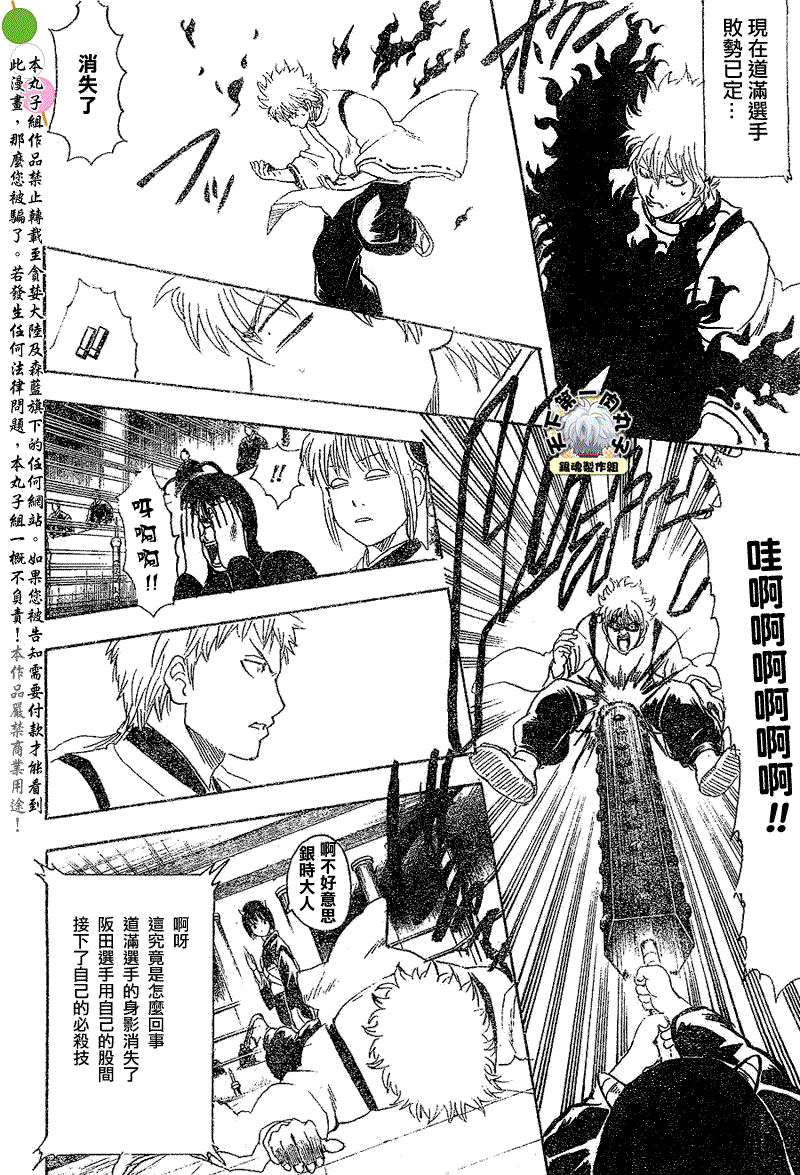 現在道滿選手
敗勢已定…
消失了
!!
哇啊啊啊啊啊啊!!
!!
呀啊啊!!
啊不好意思
銀時大人
啊呀
這究竟是怎麼回事
道滿選手的身影消失了
阪田選手用自己的股間
接下了自己的必殺技
天下第一肉丸子
銀魂製作組
本丸子組作品禁止轉載至貪婪大陸及森藍旗下的任何網站。如果您被告知需要付款才能看到
此漫畫，那麼您被騙了。若發生任何法律問題，本丸子組一概不負責！本作品嚴禁商業用途！